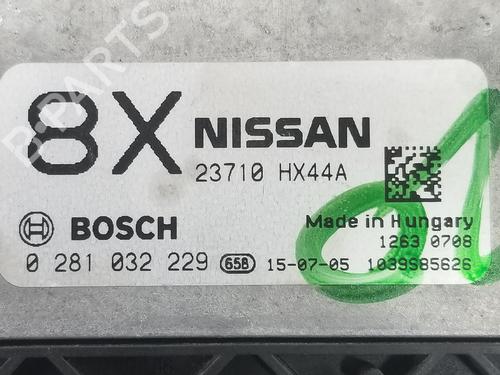 8X NISSAN
23710 HX44A
BOSCH
Made in Hungary
1263 0708
0 281 032 229 658 15-07-05 1039S85626
B-PARTS